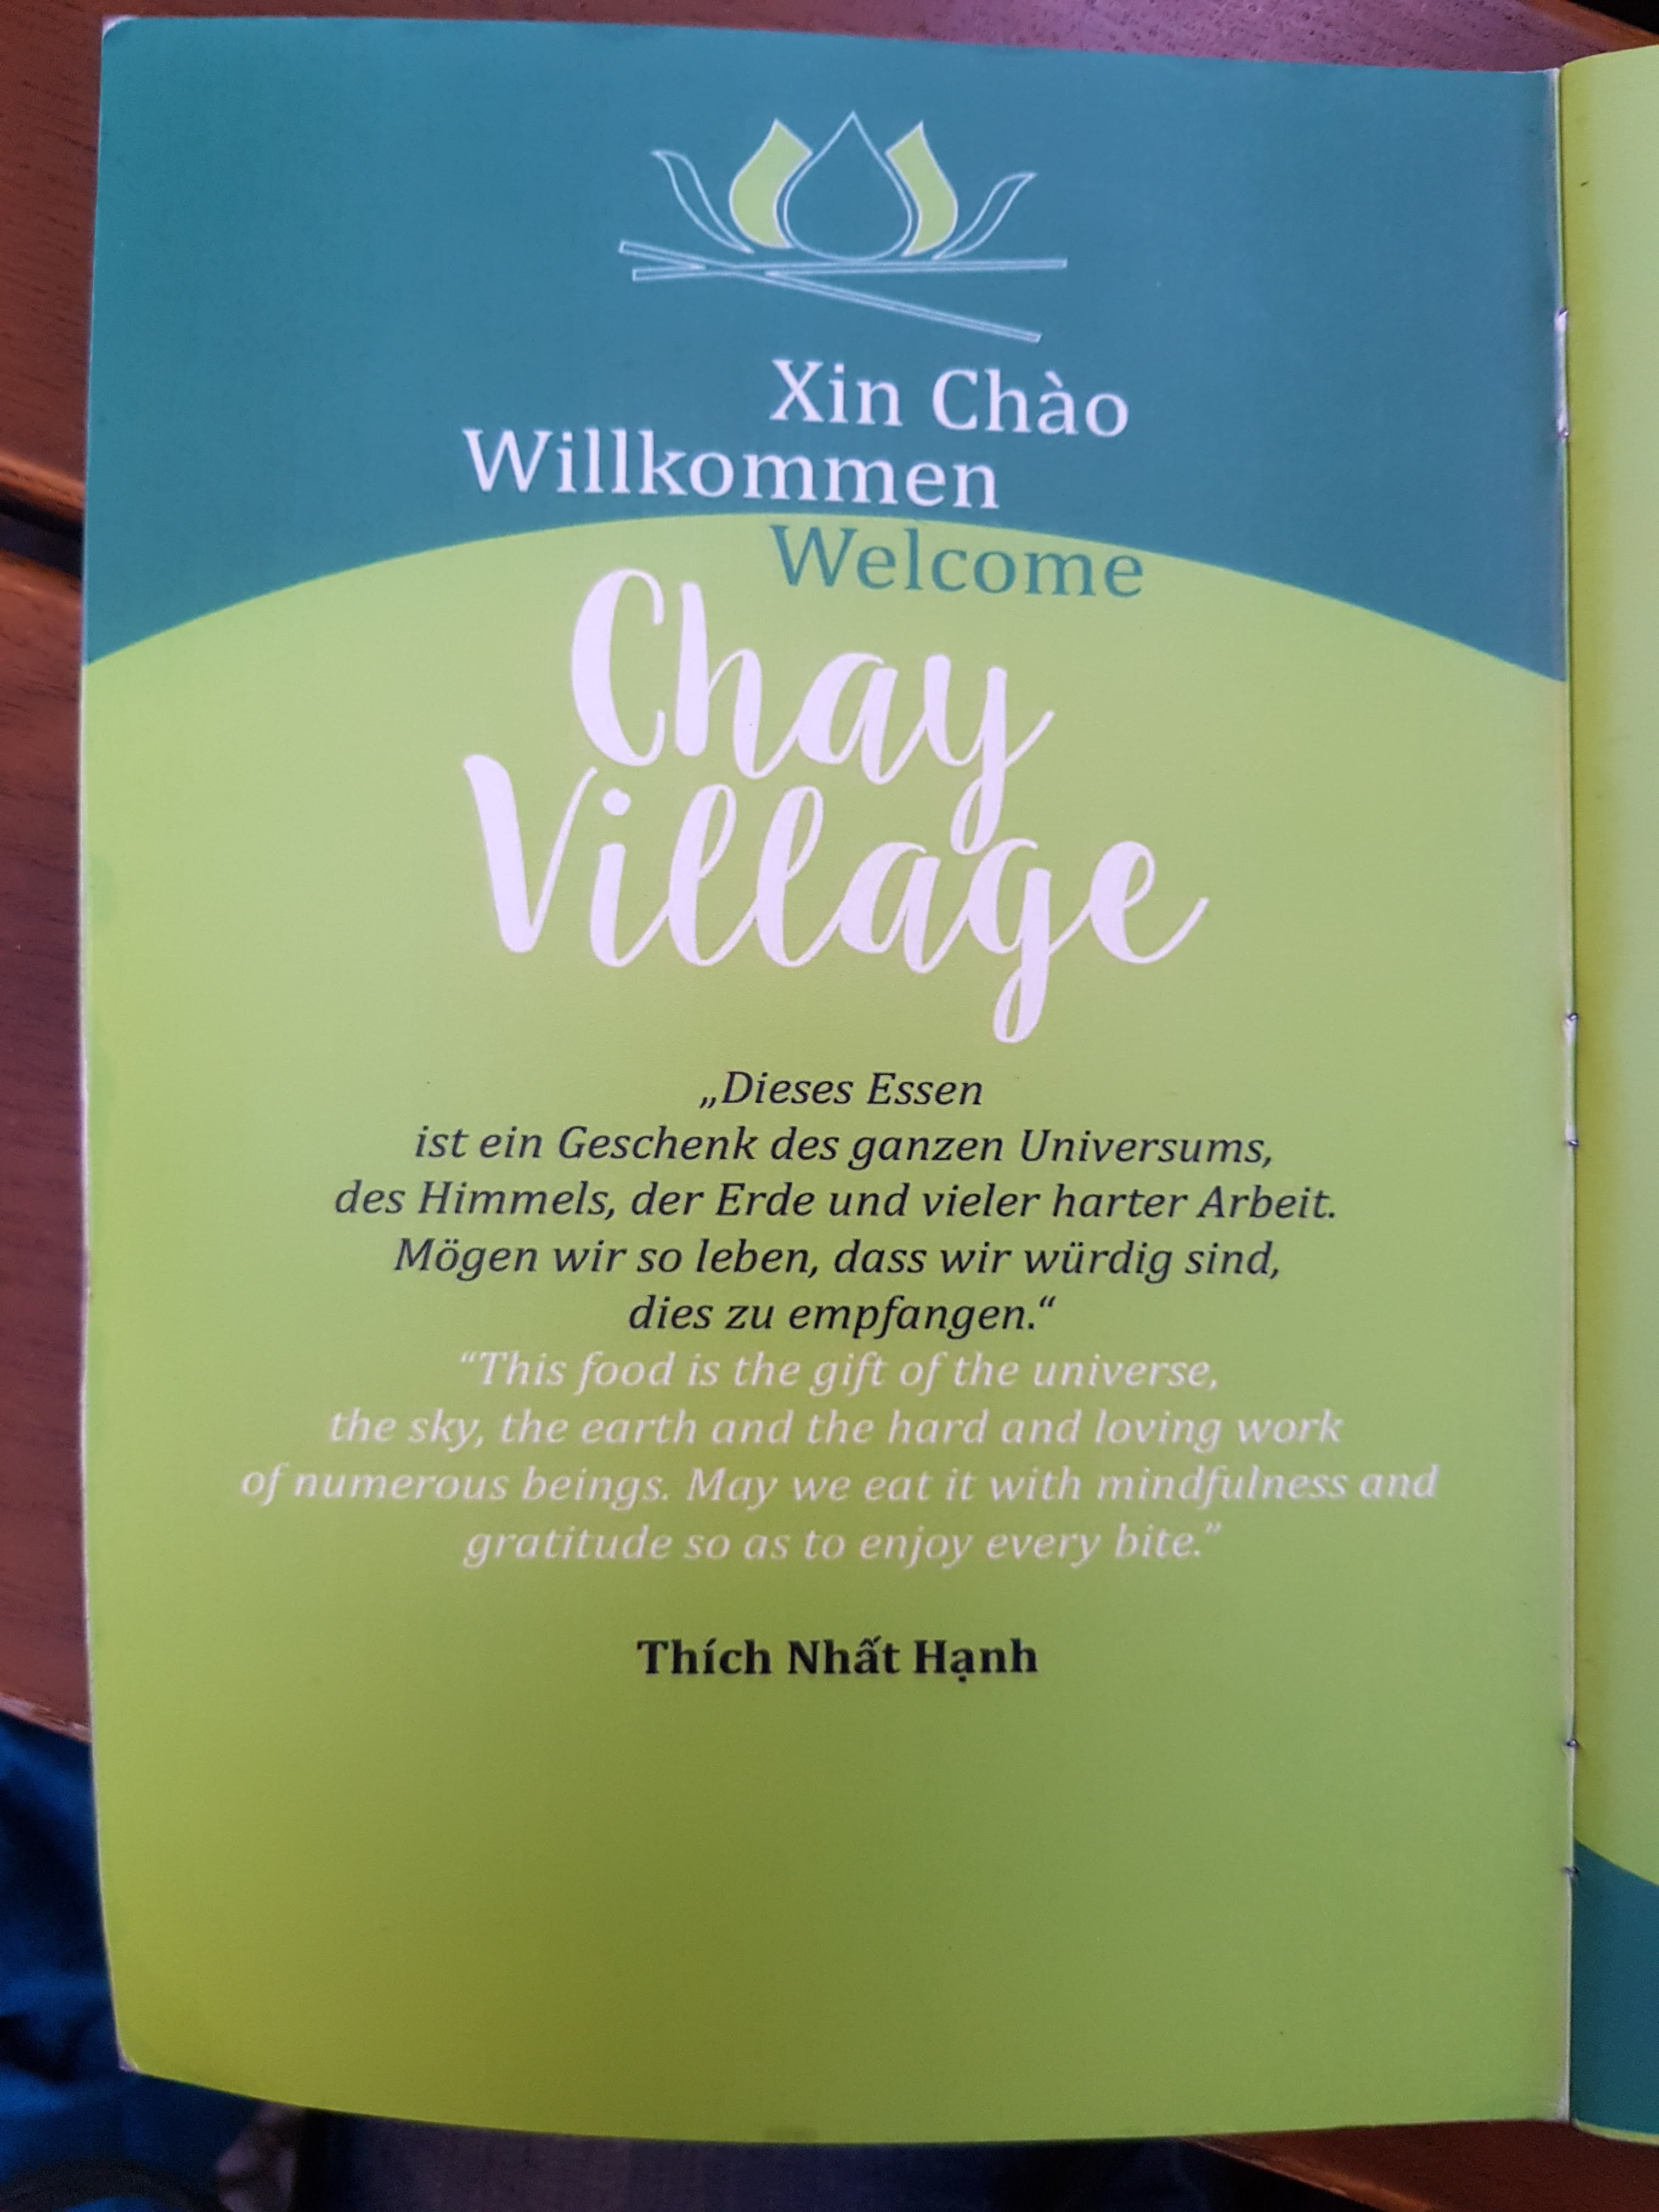 Xin Chào
Willkommen
Welcome
Chay
Village
„Dieses Essen
ist ein Geschenk des ganzen Universums,
des Himmels, der Erde und vieler harter Arbeit.
Mögen wir so leben, dass wir würdig sind,
dies zu empfangen.“
“This food is the gift of the universe,
the sky, the earth and the hard and loving work
of numerous beings. May we eat it with mindfulness and
gratitude so as to enjoy every bite.”
Thích Nhất Hạnh